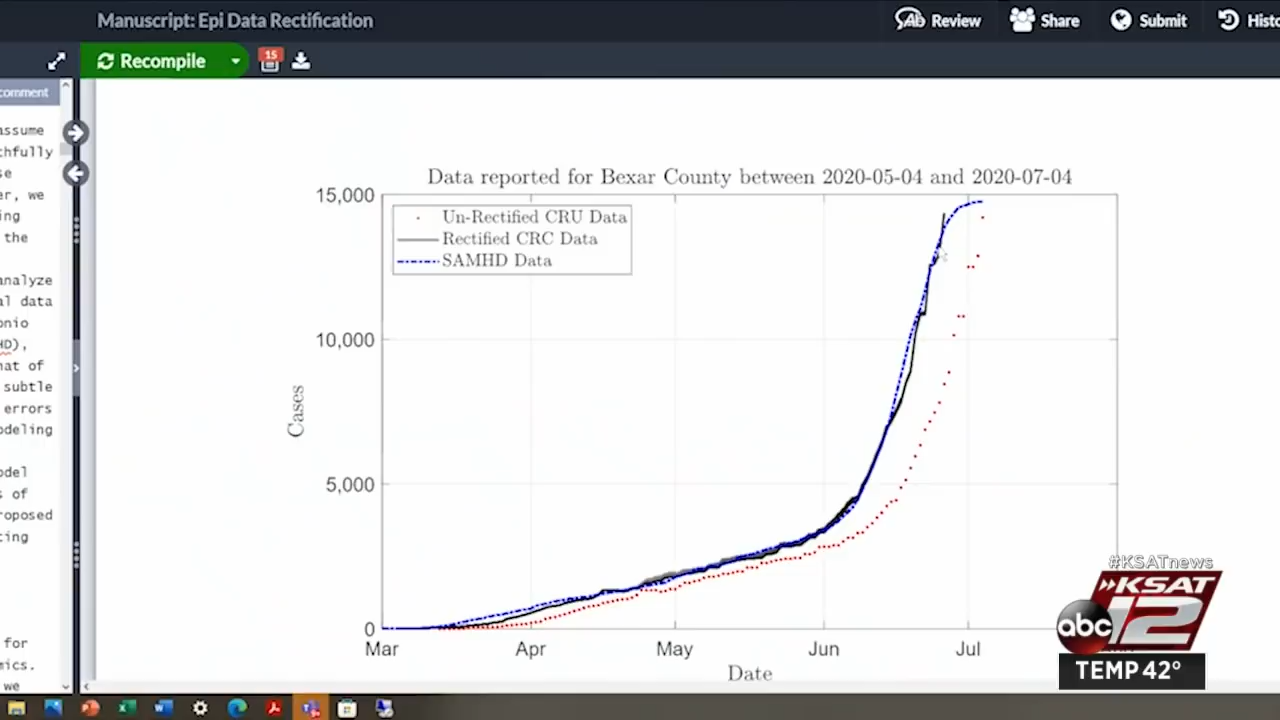 Manuscript: Epi Data Rectification
Review
Share
Submit
Histo
Recompile
15
comment
assume
thfully
se
er, we
ing
the
analyze
al data
onio
HD),
hat of
subtle
errors
odeling
odel
s of
roposed
cing
for
mics.
we
Data reported for Bexar County between 2020-05-04 and 2020-07-04
Un-Rectified CRU Data
Rectified CRC Data
SAMHD Data
15,000
10,000
5,000
0
Cases
Mar
Apr
May
Jun
Jul
Date
#KSATnews
KSAT
abc
12
TEMP 42°